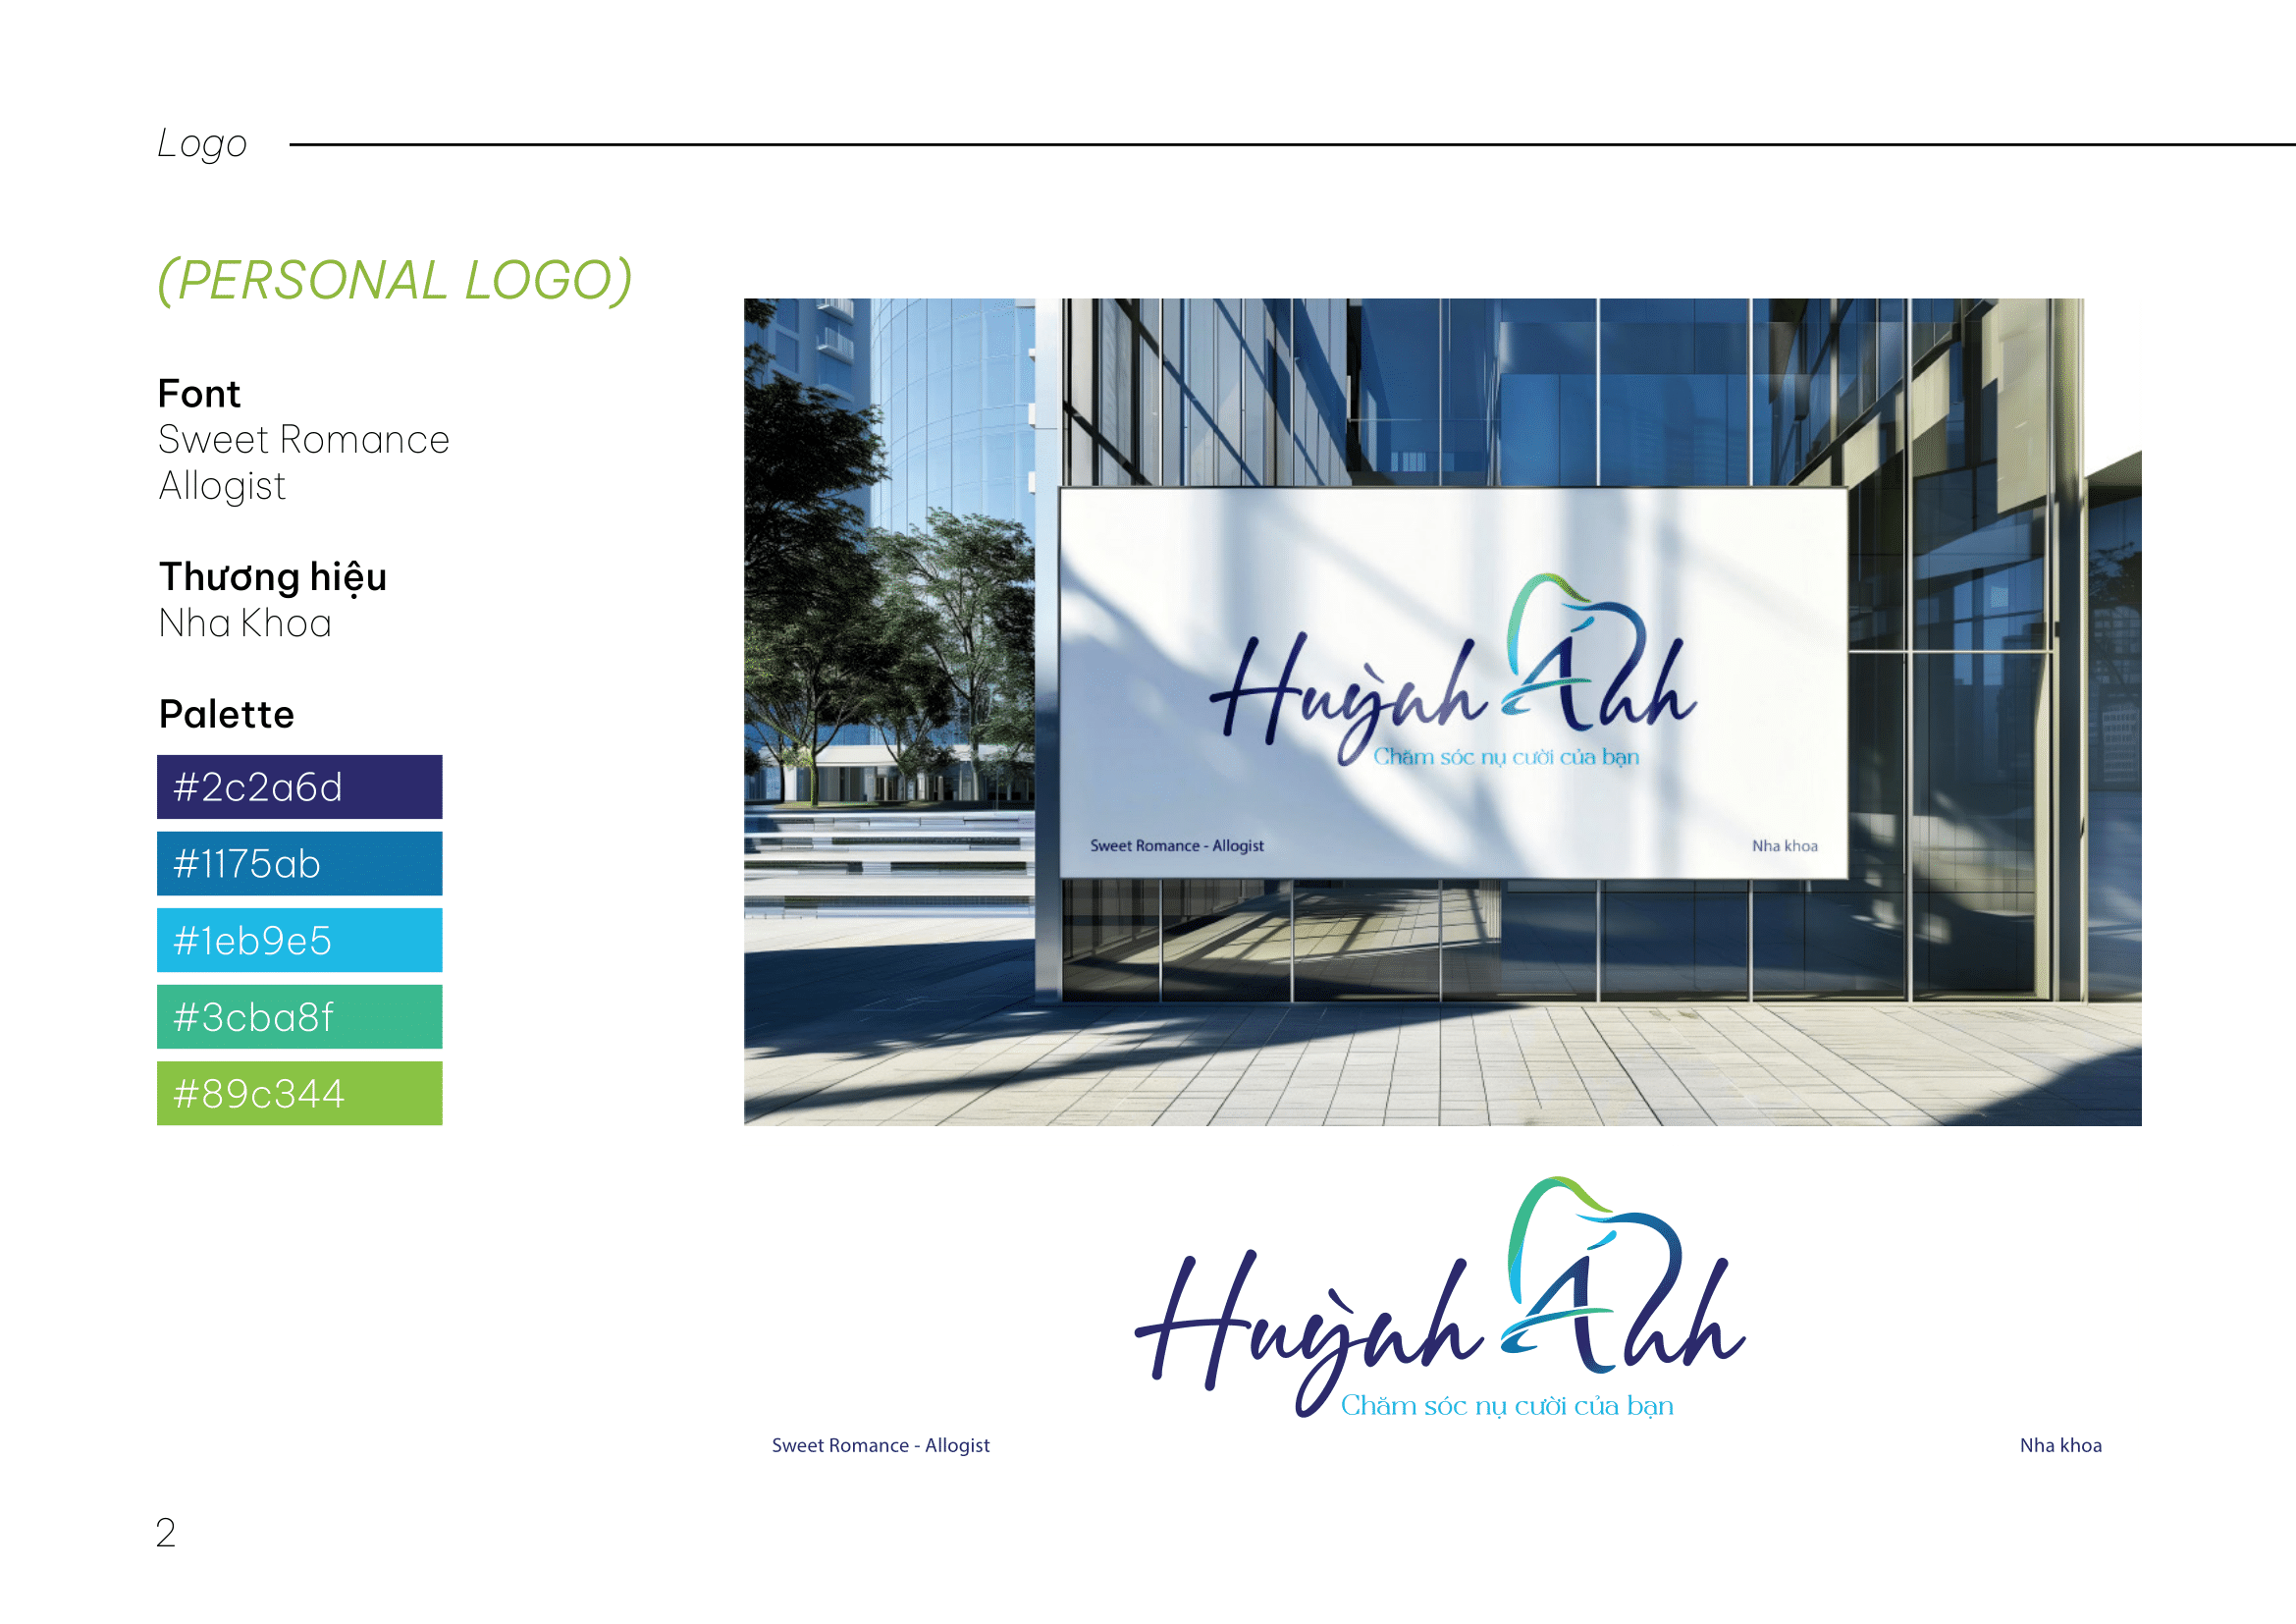 Logo
(PERSONAL LOGO)
Font
Sweet Romance
Allogist
Thương hiệu
Nha Khoa
Palette
#2c2a6d
#1175ab
#1eb9e5
#3cba8f
#89c344
Huỳnh Ánh
Chăm sóc nụ cười của bạn
Sweet Romance - Allogist
Nha khoa
Huỳnh Ánh
Chăm sóc nụ cười của bạn
Sweet Romance - Allogist
Nha khoa
2